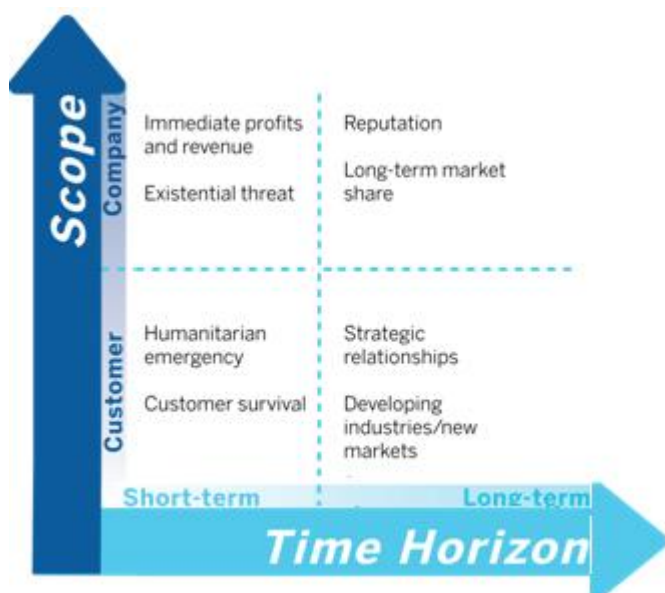 Scope
Company
Immediate profits
and revenue
Existential threat
Reputation
Long-term market
share
Customer
Humanitarian
emergency
Customer survival
Strategic
relationships
Developing
industries/new
markets
Short-term
Long-term
Time Horizon